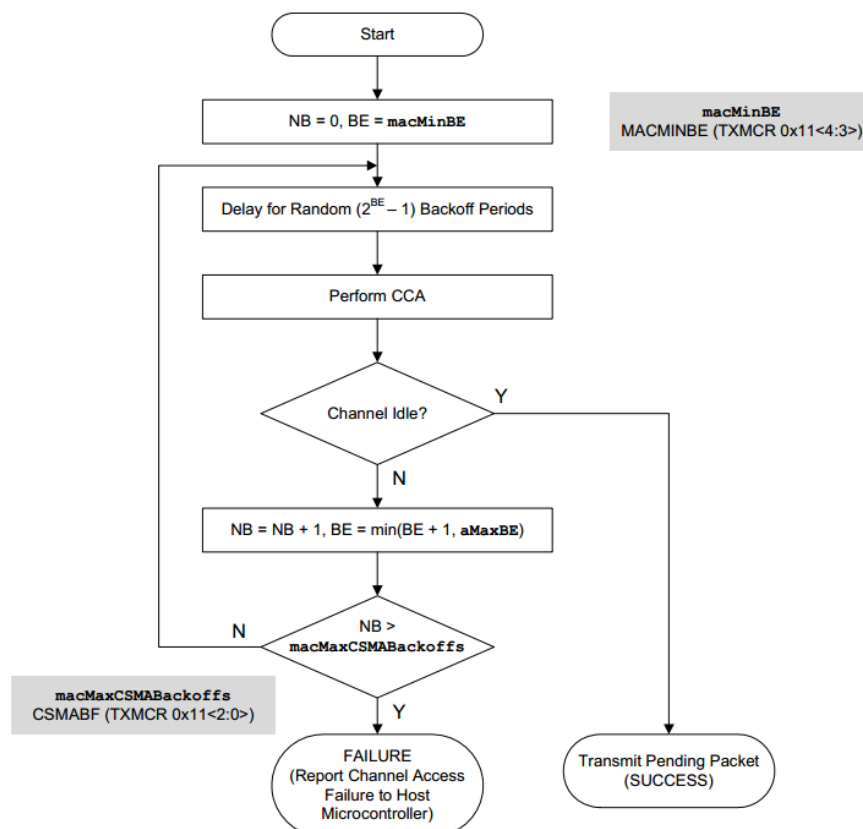 Start
NB = 0, BE = macMinBE
macMinBE
MACMINBE (TXMCR 0x11<4:3>)
Delay for Random (2^BE – 1) Backoff Periods
Perform CCA
Channel Idle?
Y
N
NB = NB + 1, BE = min(BE + 1, aMaxBE)
NB >
macMaxCSMABackoffs
N
macMaxCSMABackoffs
CSMABF (TXMCR 0x11<2:0>)
Y
FAILURE
(Report Channel Access
Failure to Host
Microcontroller)
Transmit Pending Packet
(SUCCESS)